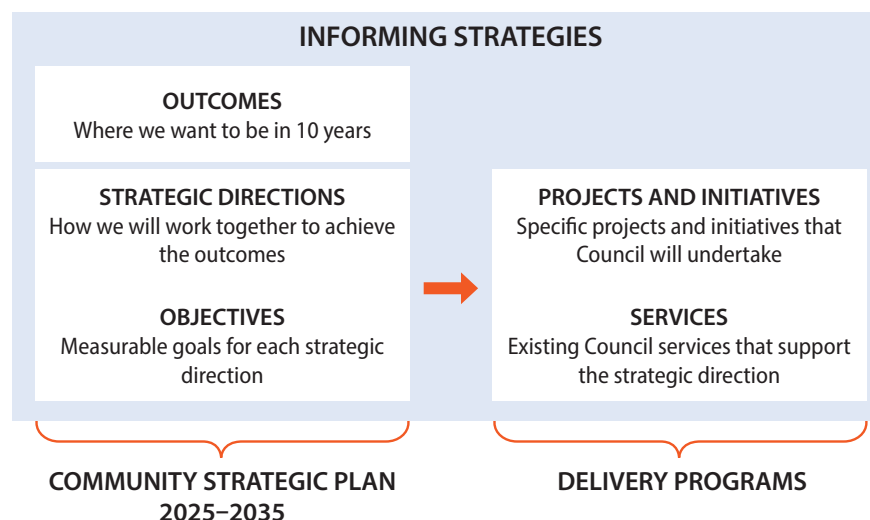 INFORMING STRATEGIES
OUTCOMES
Where we want to be in 10 years
STRATEGIC DIRECTIONS
How we will work together to achieve
the outcomes
OBJECTIVES
Measurable goals for each strategic
direction
PROJECTS AND INITIATIVES
Specific projects and initiatives that
Council will undertake
SERVICES
Existing Council services that support
the strategic direction
COMMUNITY STRATEGIC PLAN
2025–2035
DELIVERY PROGRAMS